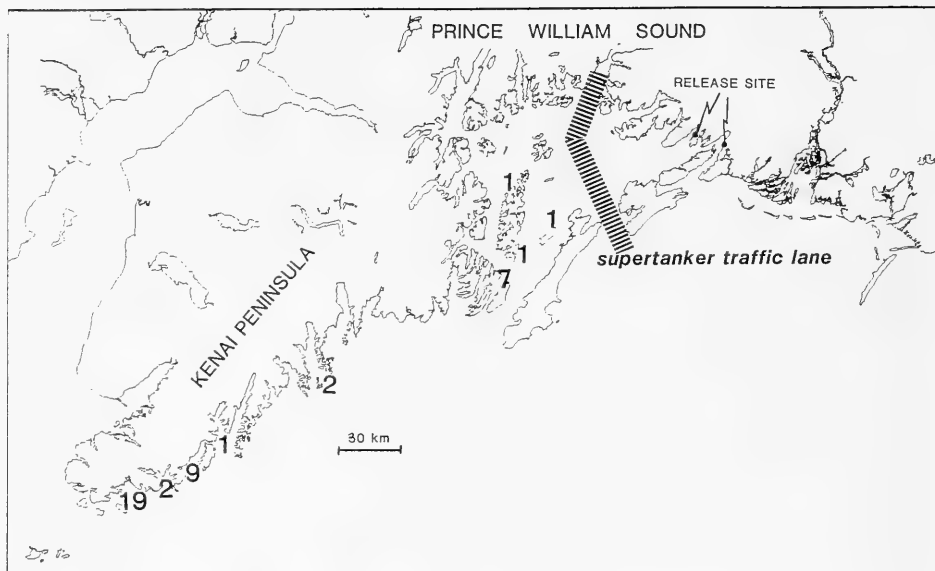 PRINCE WILLIAM SOUND
RELEASE SITE
1
1
1
7
supertanker traffic lane
KENAI PENINSULA
2
30 km
1
9
2
19